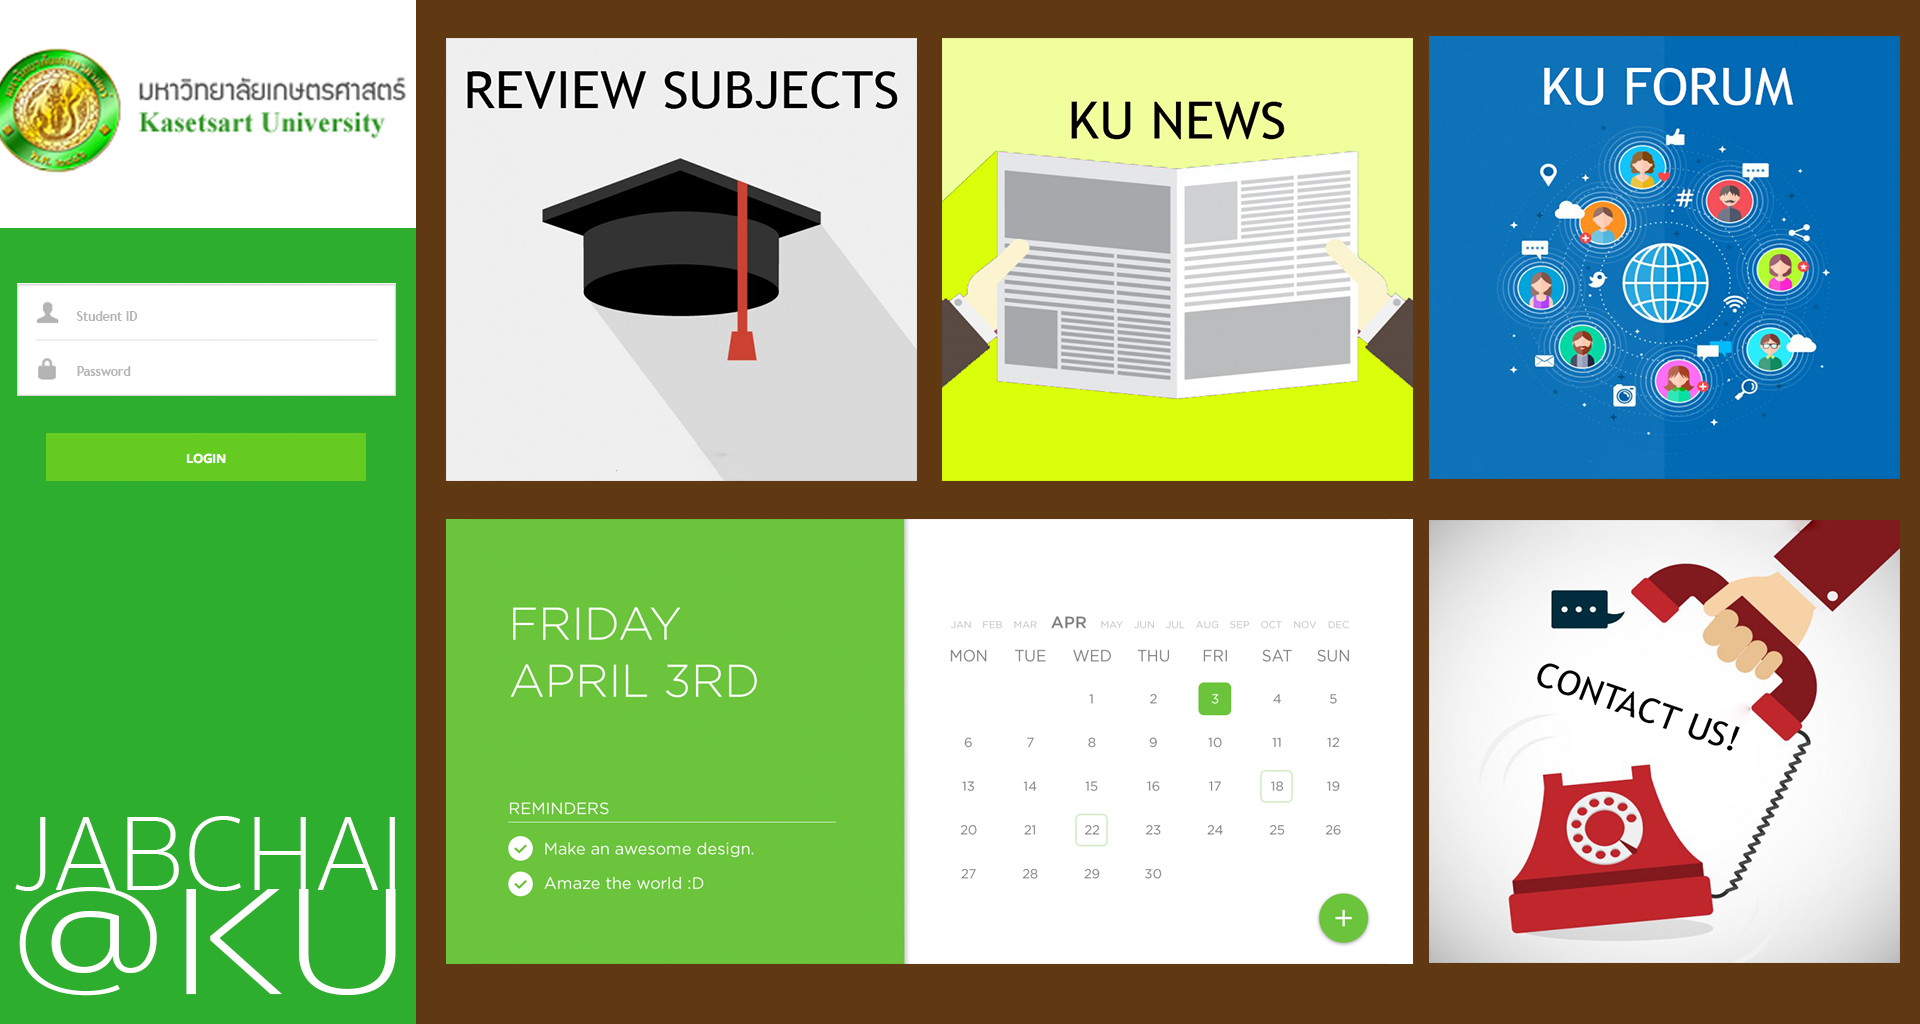 มหาวิทยาลัยเกษตรศาสตร์
Kasetsart University
Student ID
Password
LOGIN
JABCHAI
@KU
REVIEW SUBJECTS
KU NEWS
KU FORUM
#
FRIDAY
APRIL 3RD
REMINDERS
Make an awesome design.
Amaze the world :D
JAN FEB MAR APR MAY JUN JUL AUG SEP OCT NOV DEC
MON TUE WED THU FRI SAT SUN
1 2 3 4 5
6 7 8 9 10 11 12
13 14 15 16 17 18 19
20 21 22 23 24 25 26
27 28 29 30
+
CONTACT US!